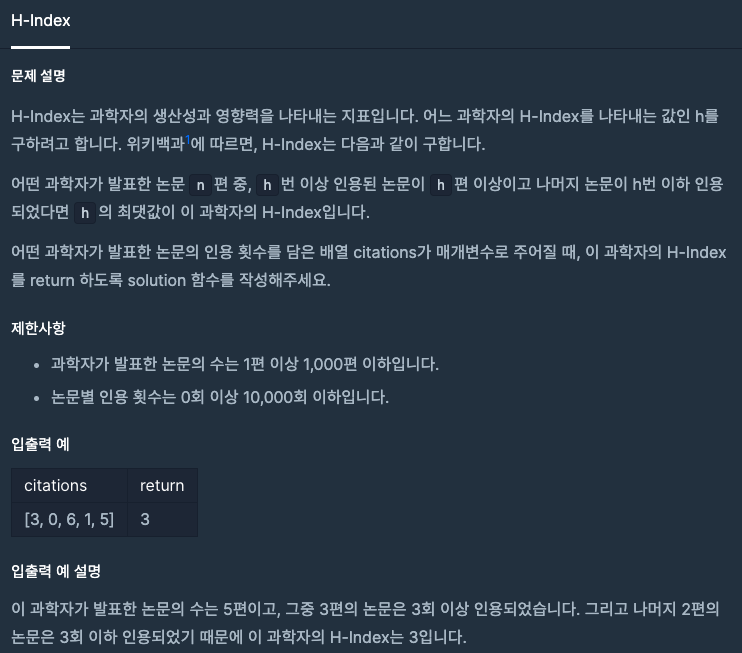 H-Index
문제 설명
H-Index는 과학자의 생산성과 영향력을 나타내는 지표입니다. 어느 과학자의 H-Index를 나타내는 값인 h를
구하려고 합니다. 위키백과1에 따르면, H-Index는 다음과 같이 구합니다.
어떤 과학자가 발표한 논문 n 편 중, h 번 이상 인용된 논문이 h 편 이상이고 나머지 논문이 h번 이하 인용
되었다면 h 의 최댓값이 이 과학자의 H-Index입니다.
어떤 과학자가 발표한 논문의 인용 횟수를 담은 배열 citations가 매개변수로 주어질 때, 이 과학자의 H-Index
를 return 하도록 solution 함수를 작성해주세요.
제한사항
• 과학자가 발표한 논문의 수는 1편 이상 1,000편 이하입니다.
• 논문별 인용 횟수는 0회 이상 10,000회 이하입니다.
입출력 예
citations return
[3, 0, 6, 1, 5] 3
입출력 예 설명
이 과학자가 발표한 논문의 수는 5편이고, 그중 3편의 논문은 3회 이상 인용되었습니다. 그리고 나머지 2편의
논문은 3회 이하 인용되었기 때문에 이 과학자의 H-Index는 3입니다.